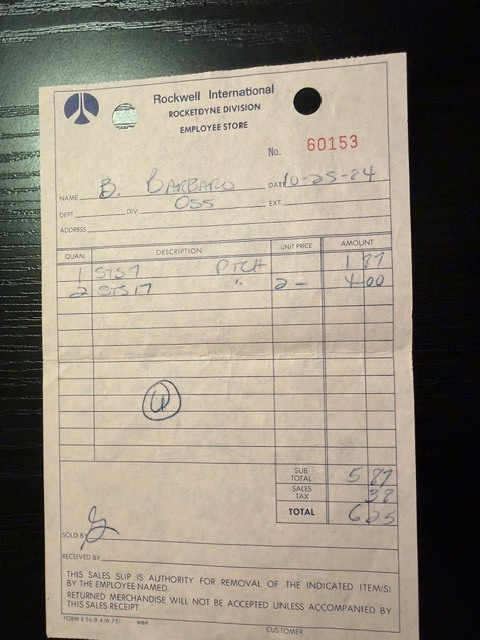 Rockwell International
ROCKETDYNE DIVISION
EMPLOYEE STORE
No. 60153
NAME B. BARBARO DATE 10-25-84
DEPT. DIV. OSS EXT.
ADDRESS
QUAN. DESCRIPTION UNIT PRICE AMOUNT
1 STS 7 PTCH 1 87
2 STS 17 " 2 - 4 00
SUB TOTAL 5 87
SALES TAX 38
TOTAL 6 25
SOLD BY
RECEIVED BY
THIS SALES SLIP IS AUTHORITY FOR REMOVAL OF THE INDICATED ITEM(S)
BY THE EMPLOYEE NAMED.
RETURNED MERCHANDISE WILL NOT BE ACCEPTED UNLESS ACCOMPANIED BY
THIS SALES RECEIPT.
CUSTOMER